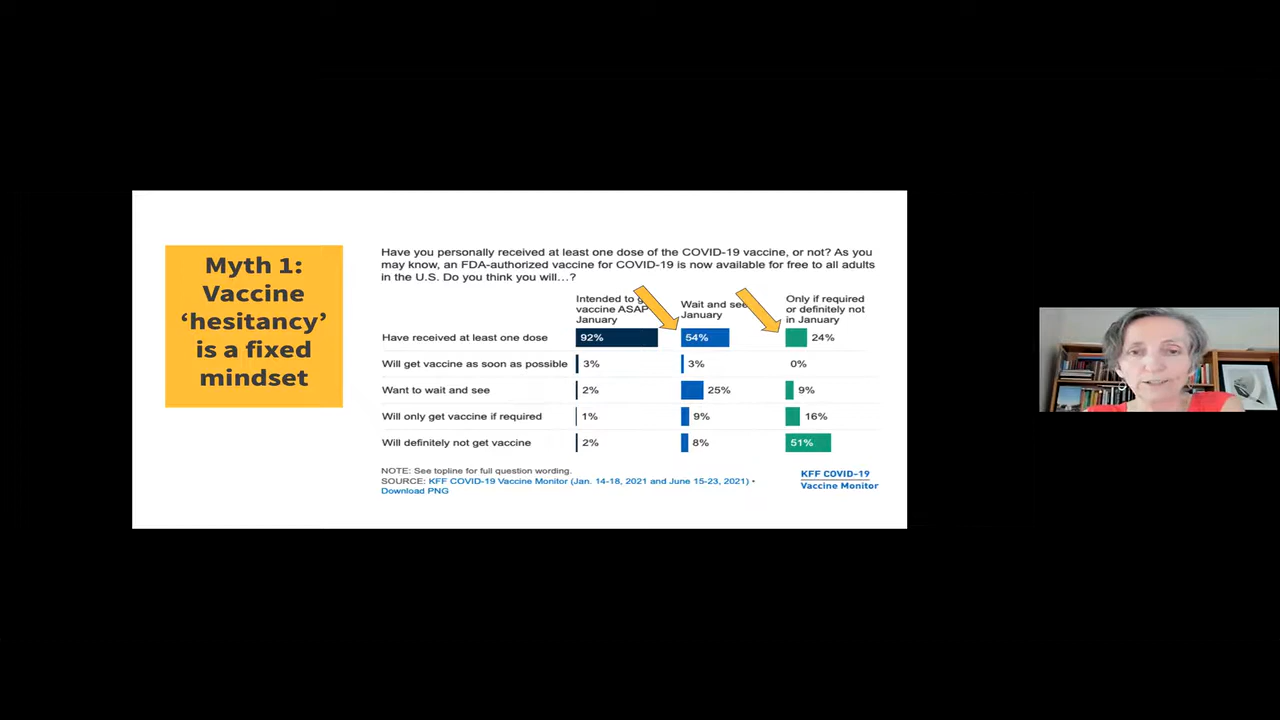 Myth 1:
Vaccine
‘hesitancy’
is a fixed
mindset
Have you personally received at least one dose of the COVID-19 vaccine, or not? As you
may know, an FDA-authorized vaccine for COVID-19 is now available for free to all adults
in the U.S. Do you think you will…?
Intended to
vaccine ASAP
January
Wait and see
January
Only if required
or definitely not
in January
Have received at least one dose 92% 54% 24%
Will get vaccine as soon as possible 3% 3% 0%
Want to wait and see 2% 25% 9%
Will only get vaccine if required 1% 9% 16%
Will definitely not get vaccine 2% 8% 51%
NOTE: See topline for full question wording.
SOURCE: KFF COVID-19 Vaccine Monitor (Jan. 14-18, 2021 and June 15-23, 2021) •
Download PNG
KFF COVID-19
Vaccine Monitor